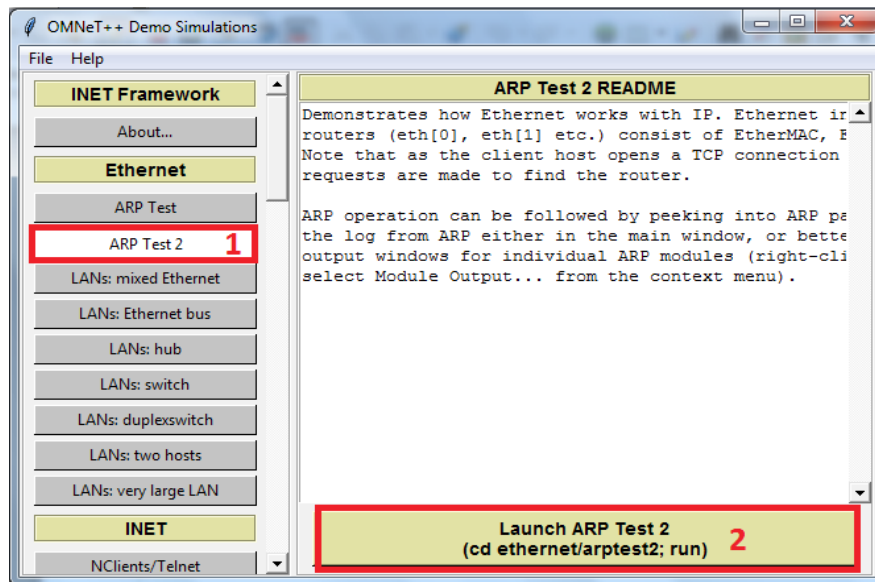 OMNeT++ Demo Simulations
File Help
INET Framework
About...
Ethernet
ARP Test
ARP Test 2 1
LANs: mixed Ethernet
LANs: Ethernet bus
LANs: hub
LANs: switch
LANs: duplexswitch
LANs: two hosts
LANs: very large LAN
INET
NClients/Telnet
ARP Test 2 README
Demonstrates how Ethernet works with IP. Ethernet in
routers (eth[0], eth[1] etc.) consist of EtherMAC, E
Note that as the client host opens a TCP connection
requests are made to find the router.
ARP operation can be followed by peeking into ARP pa
the log from ARP either in the main window, or bette
output windows for individual ARP modules (right-cli
select Module Output... from the context menu).
Launch ARP Test 2
(cd ethernet/arptest2; run) 2